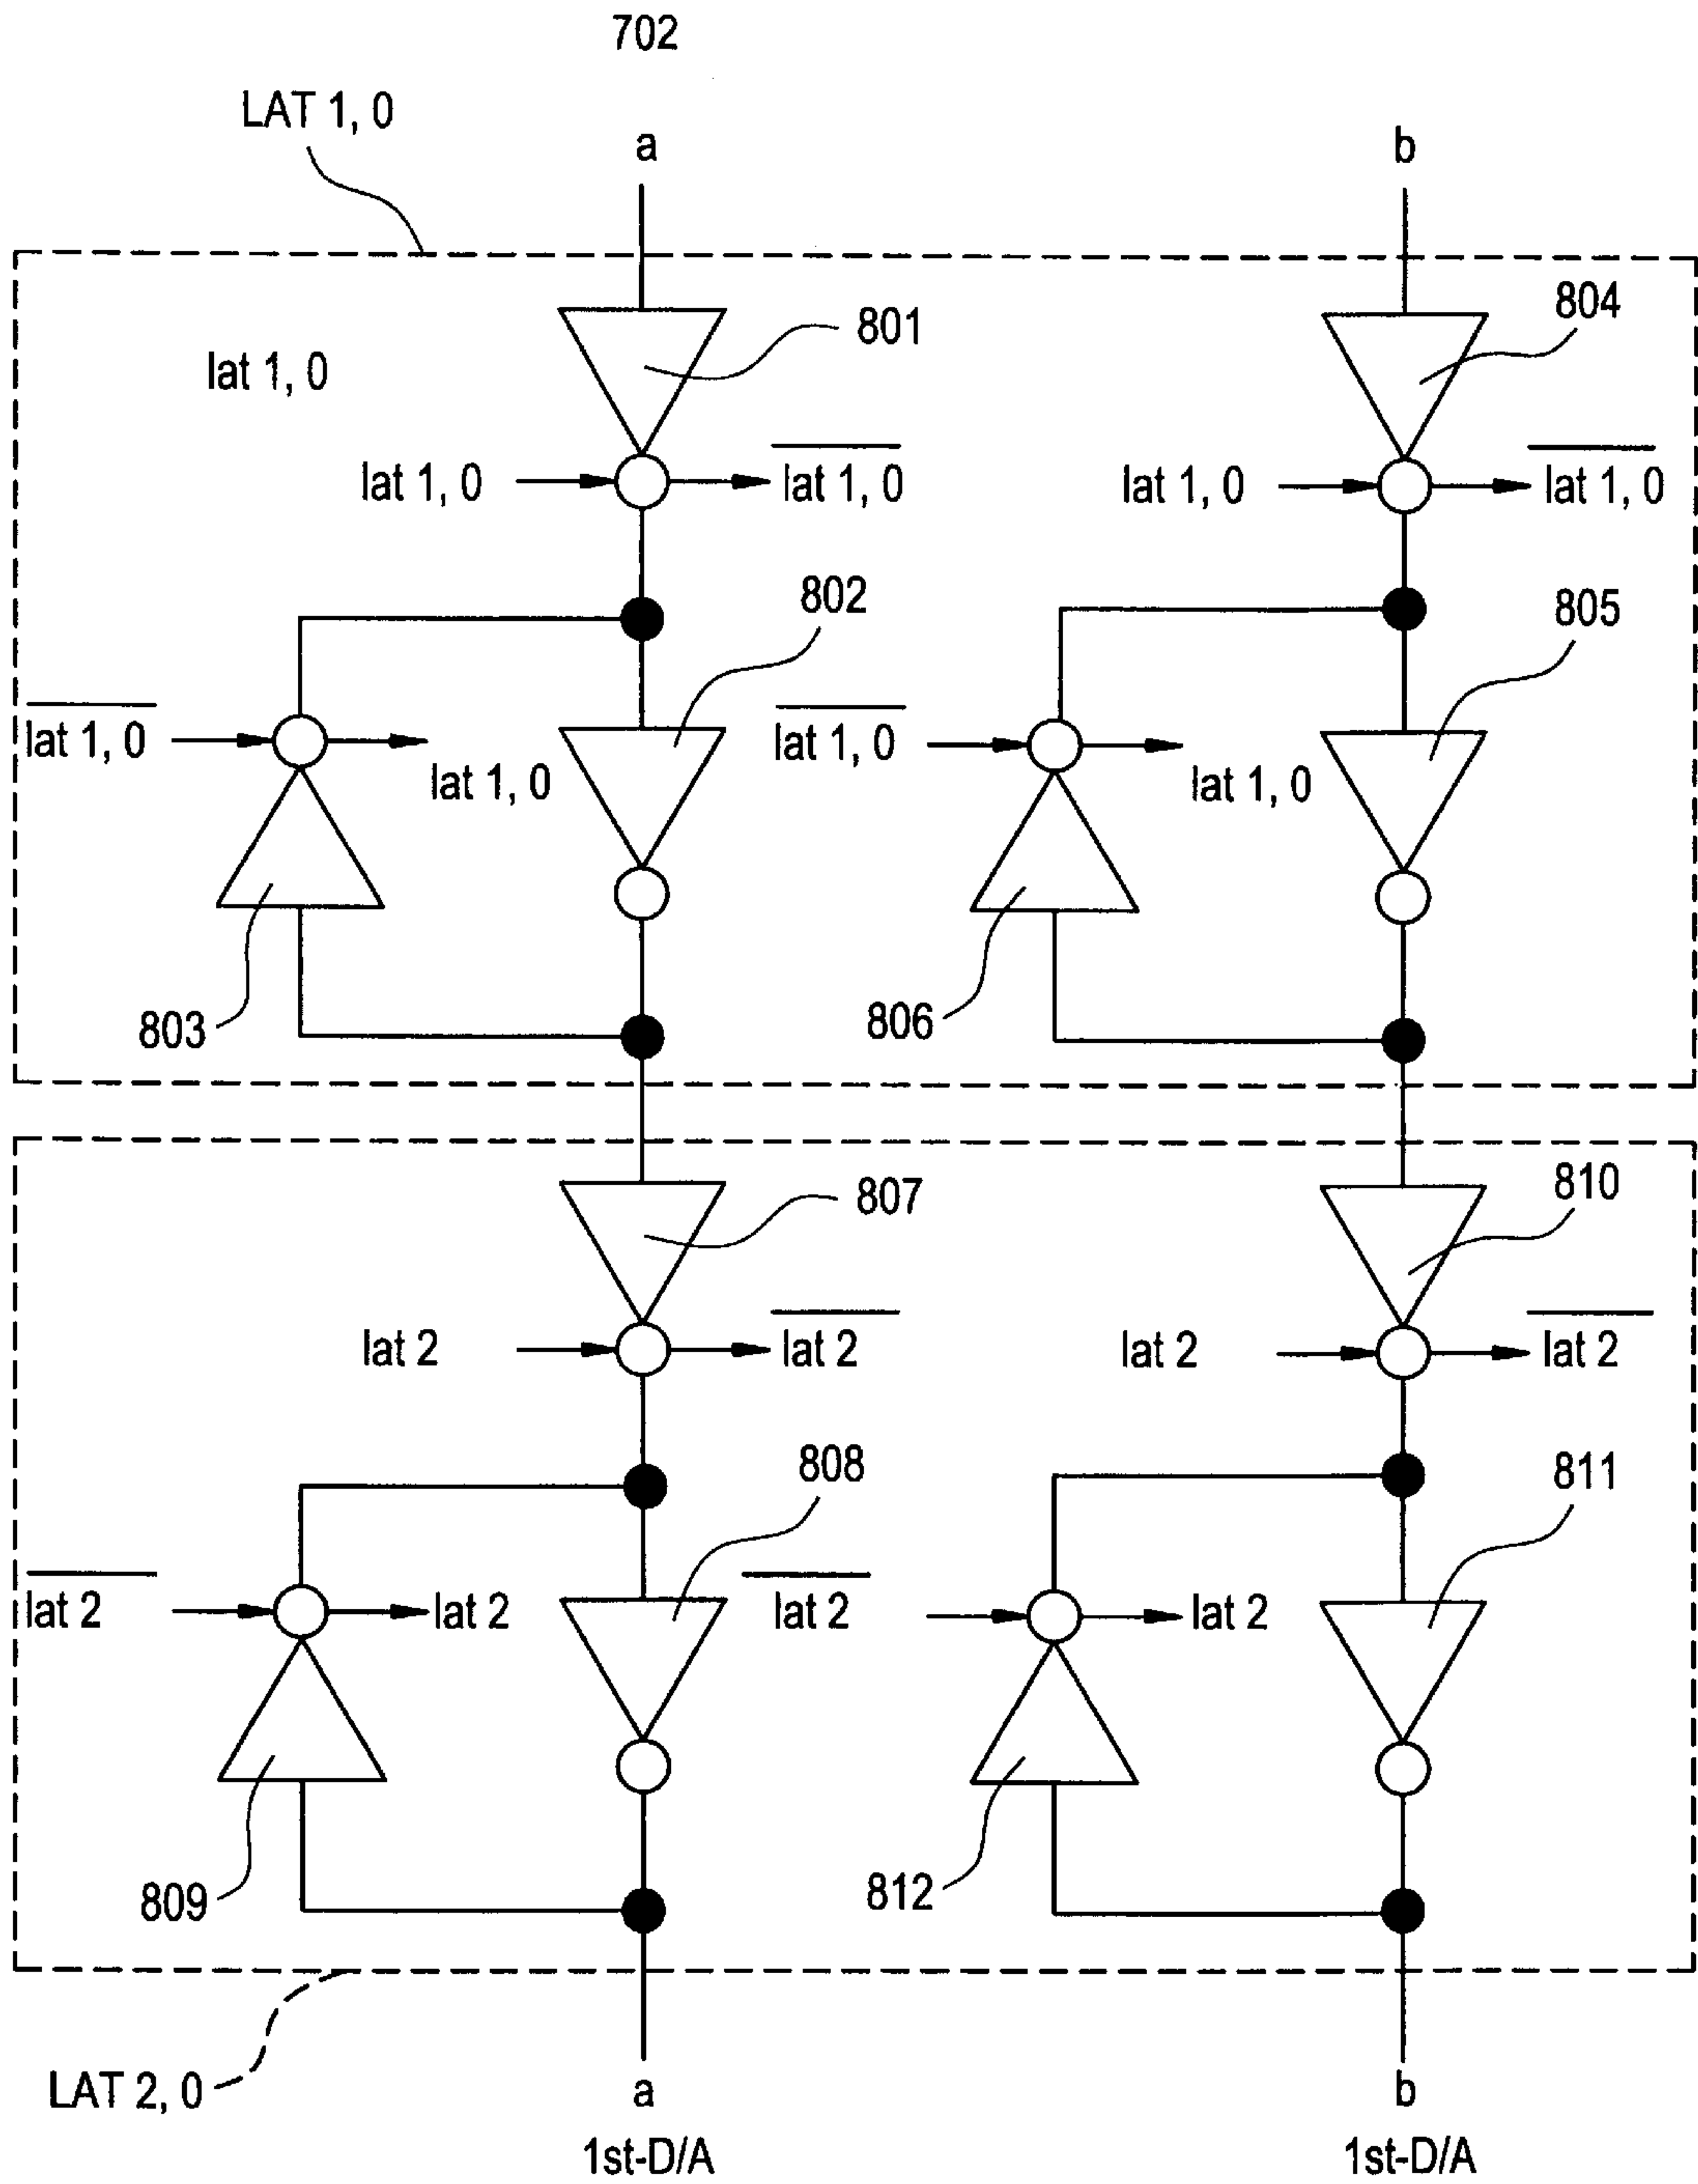 702
LAT 1, 0
a b
801 804
lat 1, 0
lat 1, 0 lat 1, 0 lat 1, 0 lat 1, 0
802 805
lat 1, 0 lat 1, 0 lat 1, 0 lat 1, 0
803 806
807 810
lat 2 lat 2 lat 2 lat 2
808 811
lat 2 lat 2 lat 2 lat 2
809 812
LAT 2, 0
a b
1st-D/A 1st-D/A